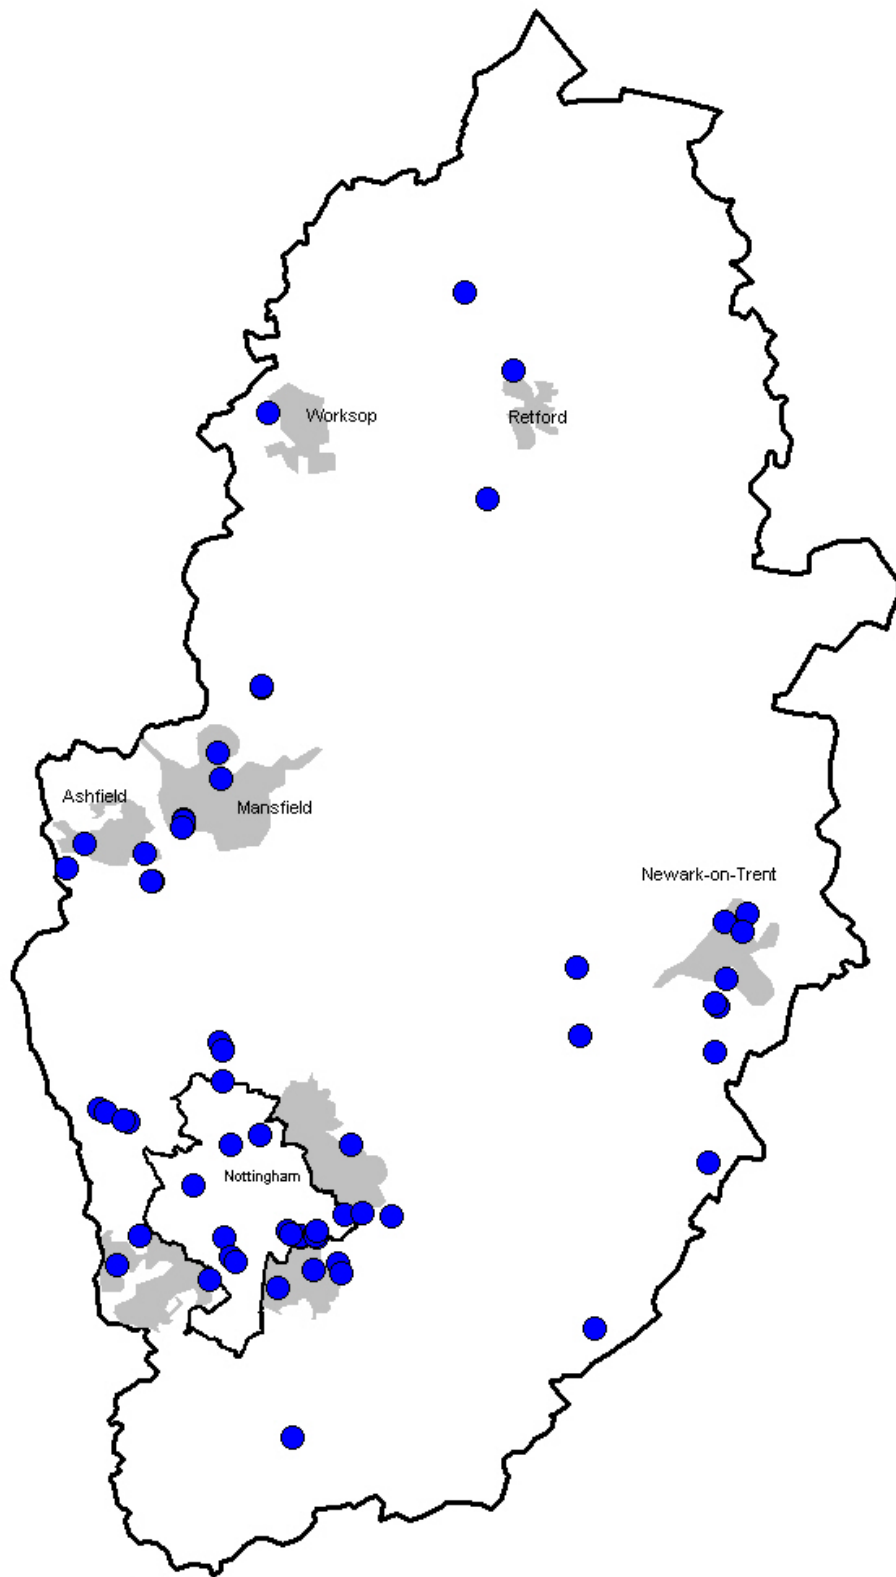 Worksop
Retford
Ashfield
Mansfield
Newark-on-Trent
Nottingham